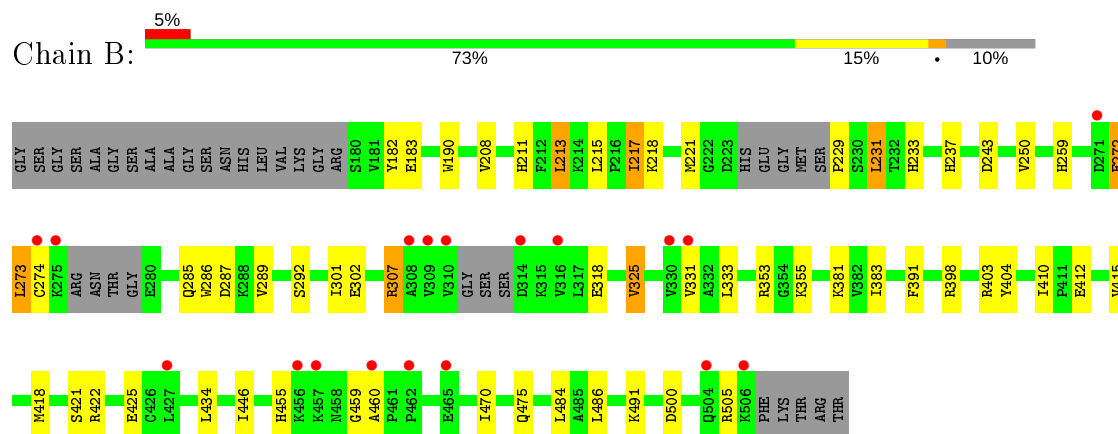 5%
Chain B:
73% 15% • 10%
GLY SER GLY SER ALA GLY SER ALA ALA GLY SER ASN HIS LEU VAL LYS GLY ARG S180 V181 Y182 E183 W190 V208 H211 F212 L213 K214 L215 P216 I217 K218 M221 G222 D223 HIS GLU GLY MET SER P229 S230 L231 T232 H233 H237 D243 V250 H259 D271
L273 C274 K275 ARG ASN THR GLY E280 Q285 W286 D287 K288 V289 S292 I301 E302 R307 A308 V309 V310 GLY SER SER D314 K315 V316 L317 E318 V325 V330 V331 A332 L333 R353 G354 K355 K381 V382 I383 F391 R398 R403 Y404 I410 P411 E412
M418 S421 R422 E425 C426 L427 L434 I446 H455 K456 K457 N458 G459 A460 P461 P462 E465 I470 Q475 L484 A485 L486 K491 D500 Q504 R505 K506 PHE LYS THR ARG THR